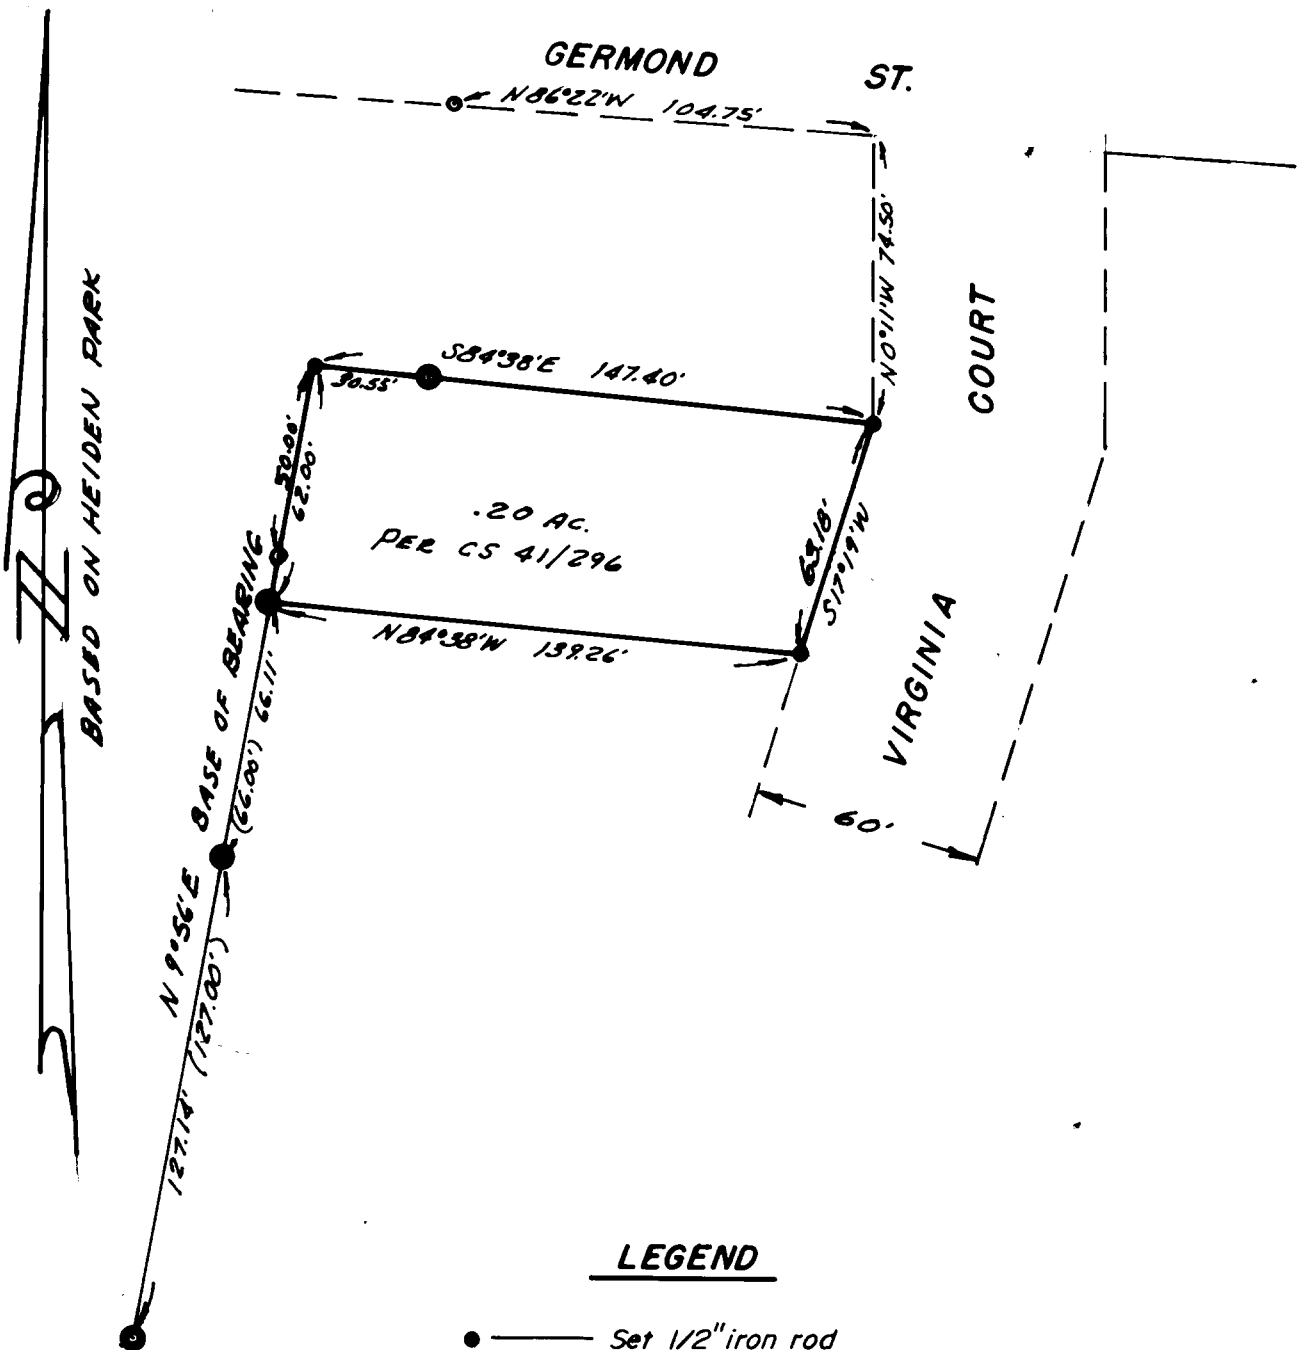 GERMOND ST.
N86°22'W 104.75'
N0°11'W 74.50'
COURT
BASED ON HEIDEN PARK
N
S84°38'E 147.40'
30.55'
50.00'
62.00'
.20 AC.
PER CS 41/296
63.18'
S17°19'W
N84°38'W 139.26'
VIRGINIA
60'
N 9°56'E BASE OF BEARING
(66.00') 66.11'
127.14' (127.00')
LEGEND
Set 1/2" iron rod